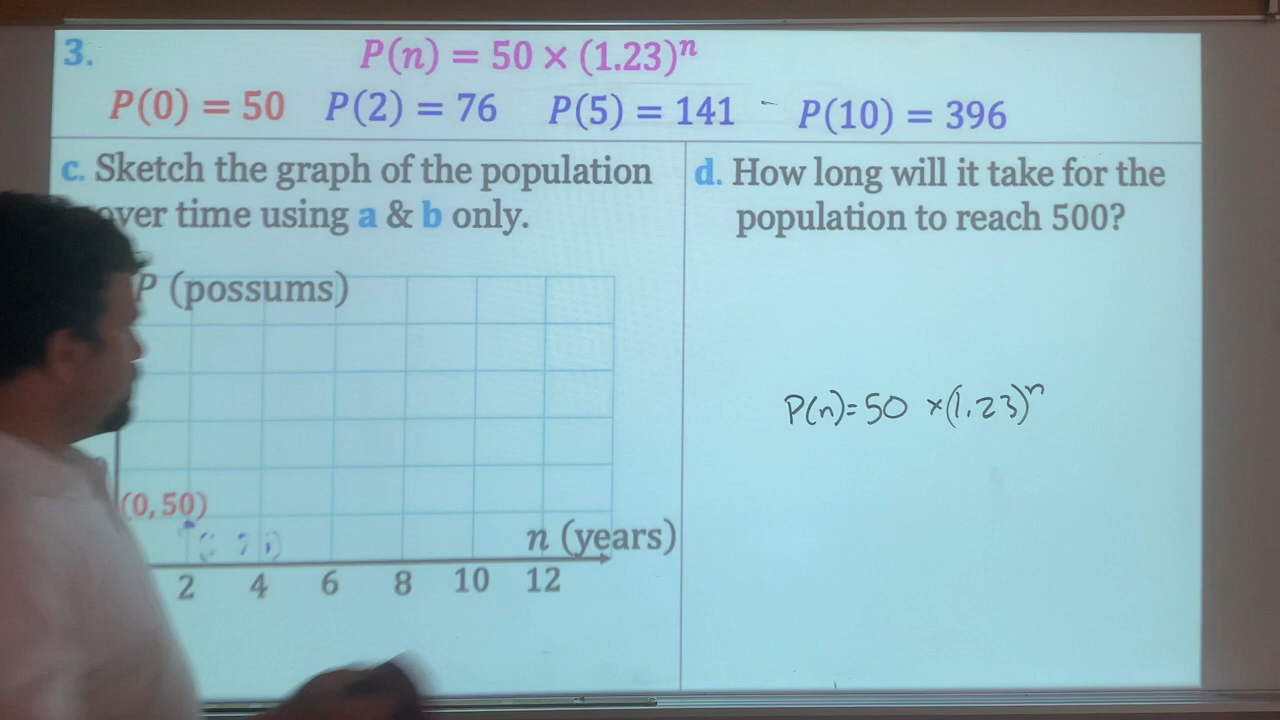 3. P(n) = 50 × (1.23)ⁿ
P(0) = 50 P(2) = 76 P(5) = 141 P(10) = 396
c. Sketch the graph of the population
over time using a & b only.
d. How long will it take for the
population to reach 500?
P (possums)
P(n)=50 ×(1.23)ⁿ
(0, 50)
n (years)
2 4 6 8 10 12